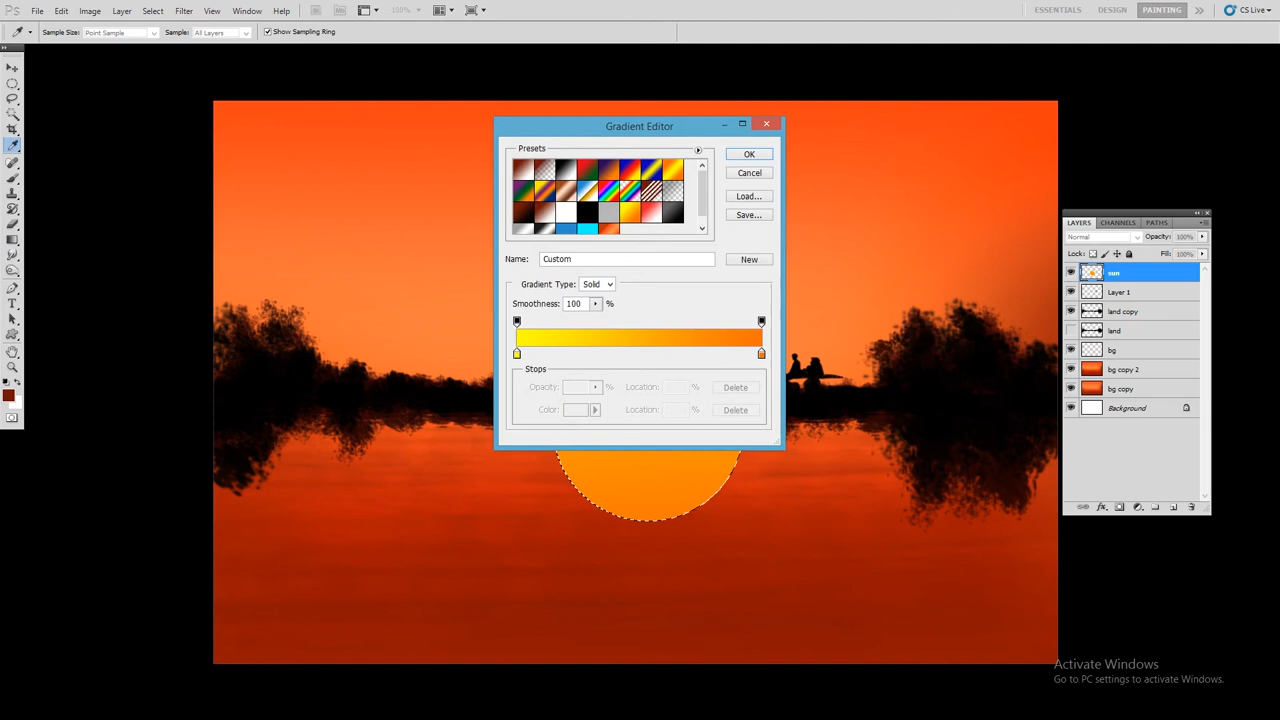 Ps File Edit Image Layer Select Filter View Window Help 100% ESSENTIALS DESIGN PAINTING CS Live
Sample Size: Point Sample Sample: All Layers Show Sampling Ring
Gradient Editor
Presets
OK
Cancel
Load...
Save...
Name: Custom New
Gradient Type: Solid
Smoothness: 100 %
Stops
Opacity: % Location: % Delete
Color: Location: % Delete
LAYERS CHANNELS PATHS
Normal Opacity: 100%
Lock: Fill: 100%
sun
Layer 1
land copy
land
bg
bg copy 2
bg copy
Background
fx
T
Activate Windows
Go to PC settings to activate Windows.